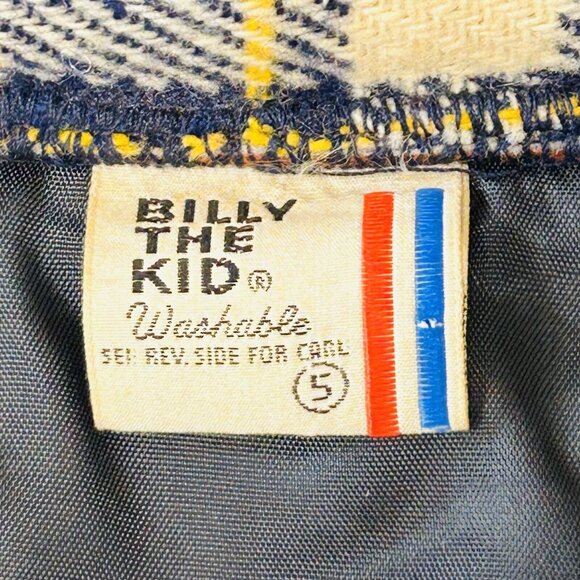 BILLY
THE
KID ®
Washable
SEE REV. SIDE FOR CARE
5